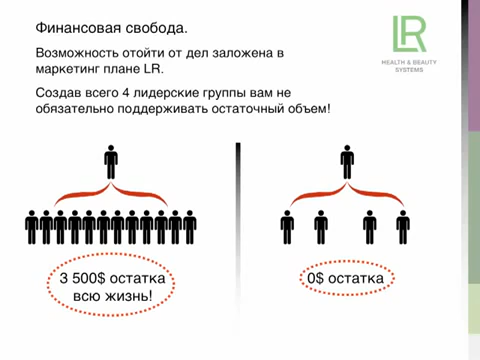 Финансовая свобода.
Возможность отойти от дел заложена в
маркетинг плане LR.
Создав всего 4 лидерские группы вам не
обязательно поддерживать остаточный объем!
LR
HEALTH & BEAUTY
SYSTEMS
3 500$ остатка
всю жизнь!
0$ остатка